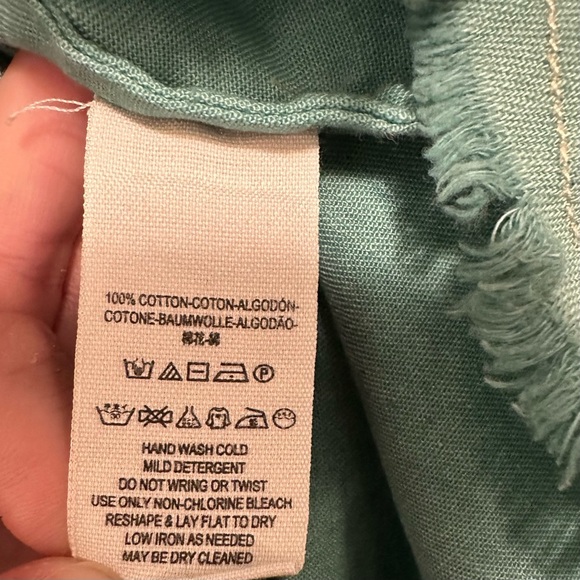 100% COTTON-COTON-ALGODÓN-
COTONE-BAUMWOLLE-ALGODÃO-
棉花-綿
HAND WASH COLD
MILD DETERGENT
DO NOT WRING OR TWIST
USE ONLY NON-CHLORINE BLEACH
RESHAPE & LAY FLAT TO DRY
LOW IRON AS NEEDED
MAY BE DRY CLEANED